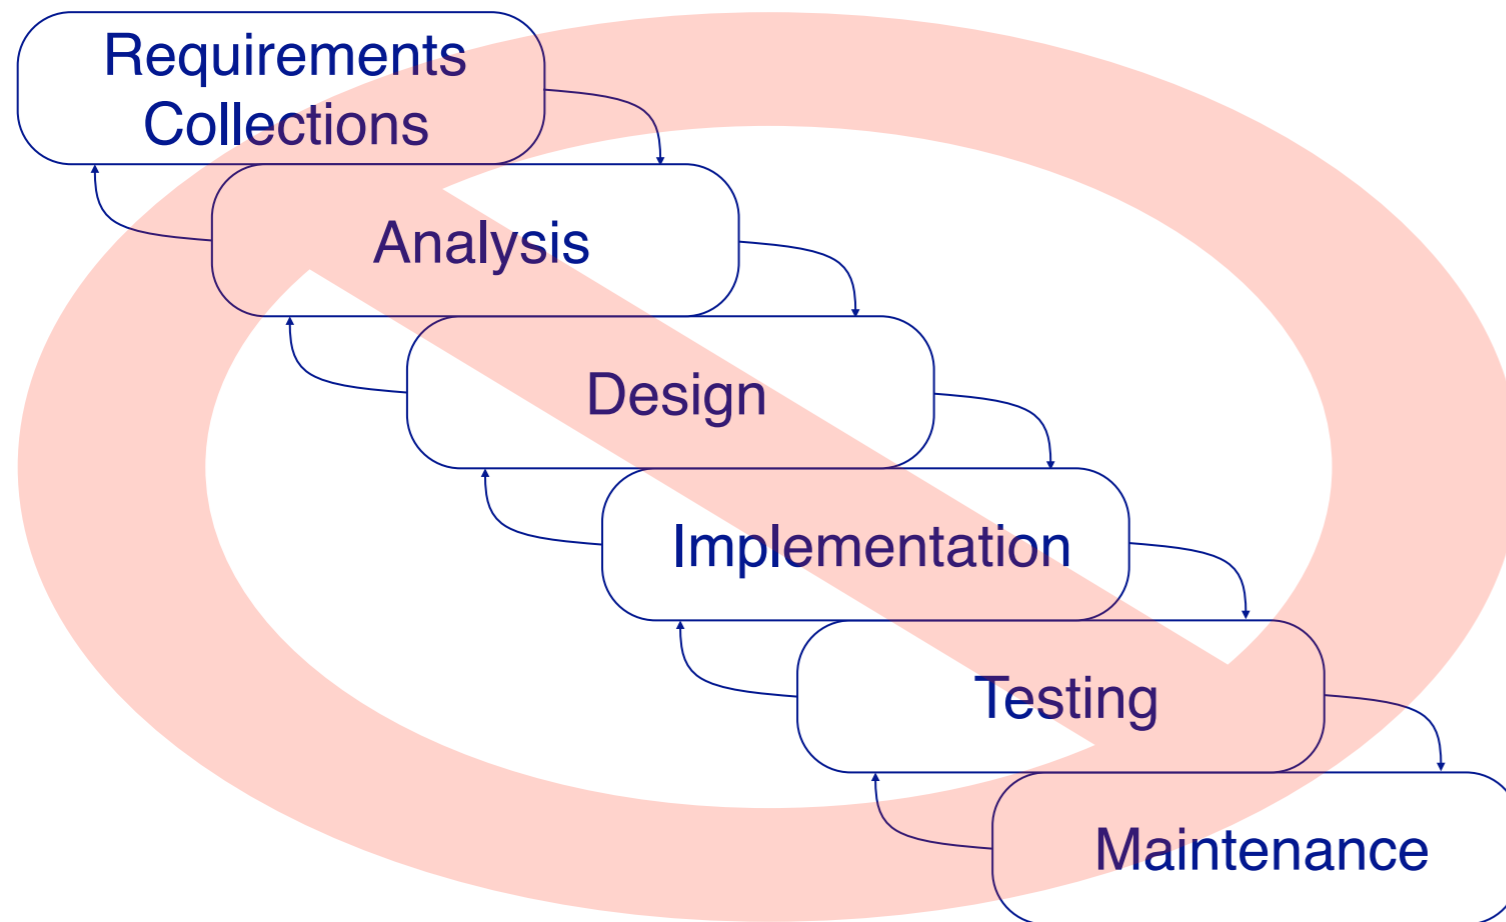 Requirements
Collections
Analysis
Design
Implementation
Testing
Maintenance